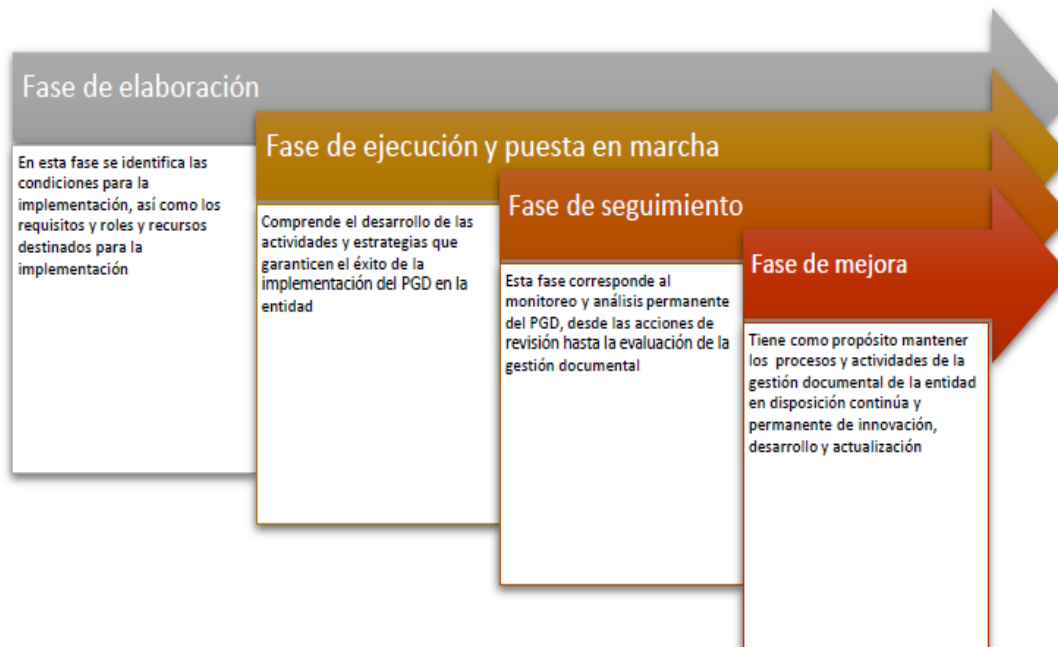 Fase de elaboración
En esta fase se identifica las
condiciones para la
implementación, así como los
requisitos y roles y recursos
destinados para la
implementación
Fase de ejecución y puesta en marcha
Comprende el desarrollo de las
actividades y estrategias que
garanticen el éxito de la
implementación del PGD en la
entidad
Fase de seguimiento
Esta fase corresponde al
monitoreo y análisis permanente
del PGD, desde las acciones de
revisión hasta la evaluación de la
gestión documental
Fase de mejora
Tiene como propósito mantener
los procesos y actividades de la
gestión documental de la entidad
en disposición continúa y
permanente de innovación,
desarrollo y actualización